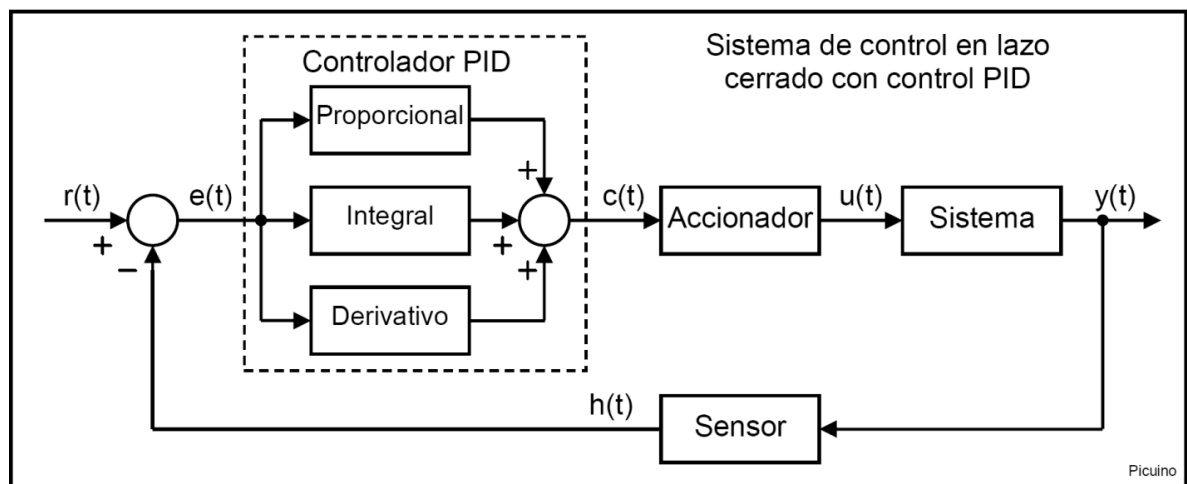 Sistema de control en lazo
cerrado con control PID
Controlador PID
Proporcional
+
r(t)
e(t)
Integral
c(t)
Accionador
u(t)
Sistema
y(t)
+
−
+
+
Derivativo
h(t)
Sensor
Picuino